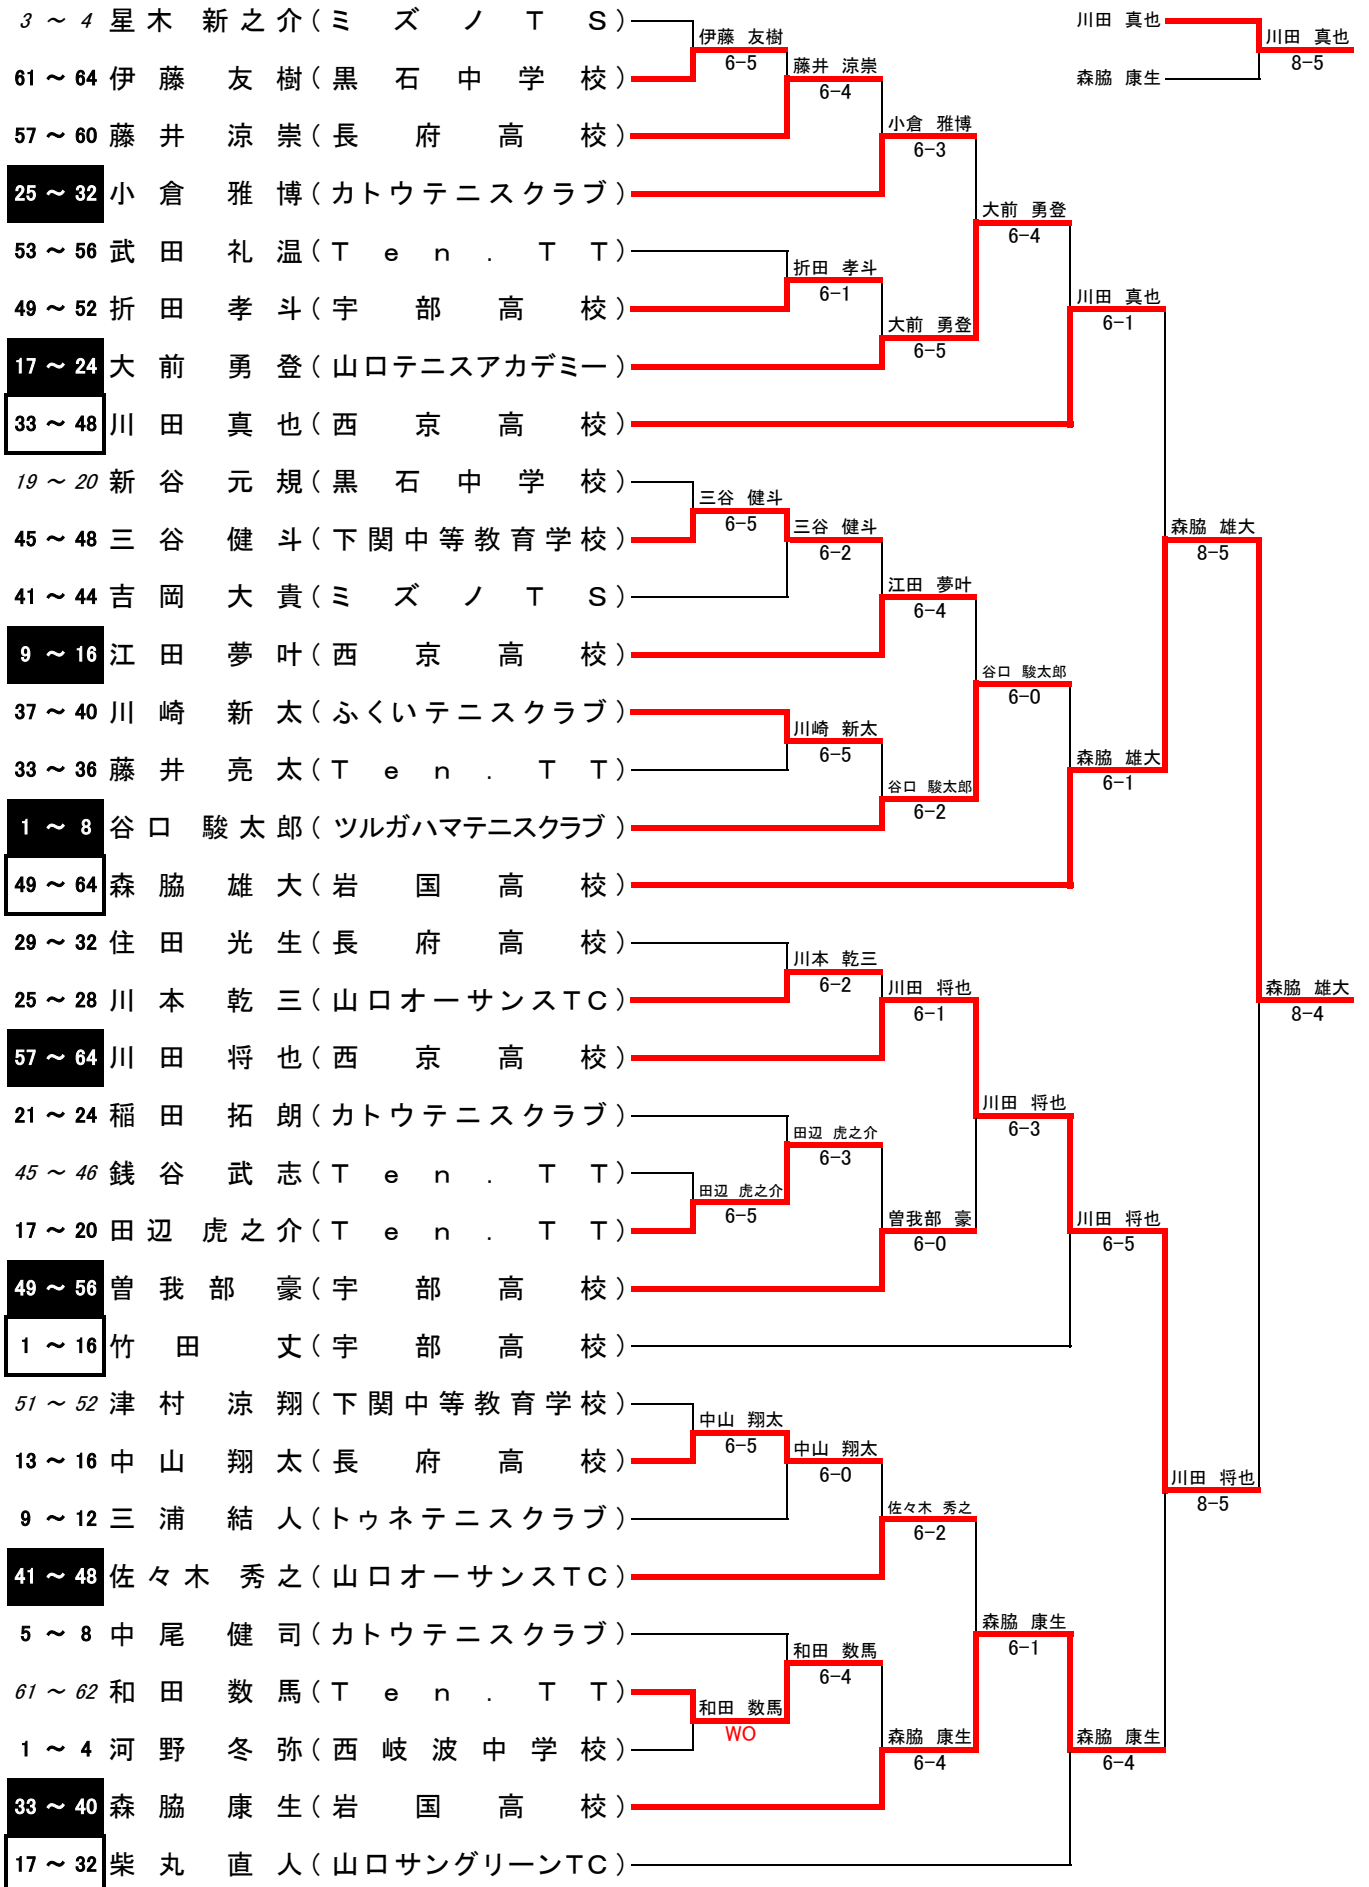 3 ～ 4 星木 新之介（ミズノＴＳ）
61 ～ 64 伊藤 友樹（黒石中学校）
57 ～ 60 藤井 涼崇（長府高校）
25 ～ 32 小倉 雅博（カトウテニスクラブ）
53 ～ 56 武田 礼温（Ｔｅｎ．ＴＴ）
49 ～ 52 折田 孝斗（宇部高校）
17 ～ 24 大前 勇登（山口テニスアカデミー）
33 ～ 48 川田 真也（西京高校）
19 ～ 20 新谷 元規（黒石中学校）
45 ～ 48 三谷 健斗（下関中等教育学校）
41 ～ 44 吉岡 大貴（ミズノＴＳ）
9 ～ 16 江田 夢叶（西京高校）
37 ～ 40 川崎 新太（ふくいテニスクラブ）
33 ～ 36 藤井 亮太（Ｔｅｎ．ＴＴ）
1 ～ 8 谷口 駿太郎（ツルガハマテニスクラブ）
49 ～ 64 森脇 雄大（岩国高校）
29 ～ 32 住田 光生（長府高校）
25 ～ 28 川本 乾三（山口オーサンスＴＣ）
57 ～ 64 川田 将也（西京高校）
21 ～ 24 稲田 拓朗（カトウテニスクラブ）
45 ～ 46 銭谷 武志（Ｔｅｎ．ＴＴ）
17 ～ 20 田辺 虎之介（Ｔｅｎ．ＴＴ）
49 ～ 56 曽我部 豪（宇部高校）
1 ～ 16 竹田 丈（宇部高校）
51 ～ 52 津村 涼翔（下関中等教育学校）
13 ～ 16 中山 翔太（長府高校）
9 ～ 12 三浦 結人（トゥネテニスクラブ）
41 ～ 48 佐々木 秀之（山口オーサンスＴＣ）
5 ～ 8 中尾 健司（カトウテニスクラブ）
61 ～ 62 和田 数馬（Ｔｅｎ．ＴＴ）
1 ～ 4 河野 冬弥（西岐波中学校）
33 ～ 40 森脇 康生（岩国高校）
17 ～ 32 柴丸 直人（山口サングリーンＴＣ）
伊藤 友樹
6-5
三谷 健斗
6-5
田辺 虎之介
6-5
中山 翔太
6-5
和田 数馬
WO
藤井 涼崇
6-4
折田 孝斗
6-1
三谷 健斗
6-2
川崎 新太
6-5
川本 乾三
6-2
田辺 虎之介
6-3
中山 翔太
6-0
和田 数馬
6-4
小倉 雅博
6-3
大前 勇登
6-5
江田 夢叶
6-4
谷口 駿太郎
6-2
川田 将也
6-1
曽我部 豪
6-0
佐々木 秀之
6-2
森脇 康生
6-4
大前 勇登
6-4
谷口 駿太郎
6-0
川田 将也
6-3
森脇 康生
6-1
川田 真也
6-1
森脇 雄大
6-1
川田 将也
6-5
森脇 康生
6-4
森脇 雄大
8-5
川田 将也
8-5
森脇 雄大
8-4
川田 真也
森脇 康生
川田 真也
8-5